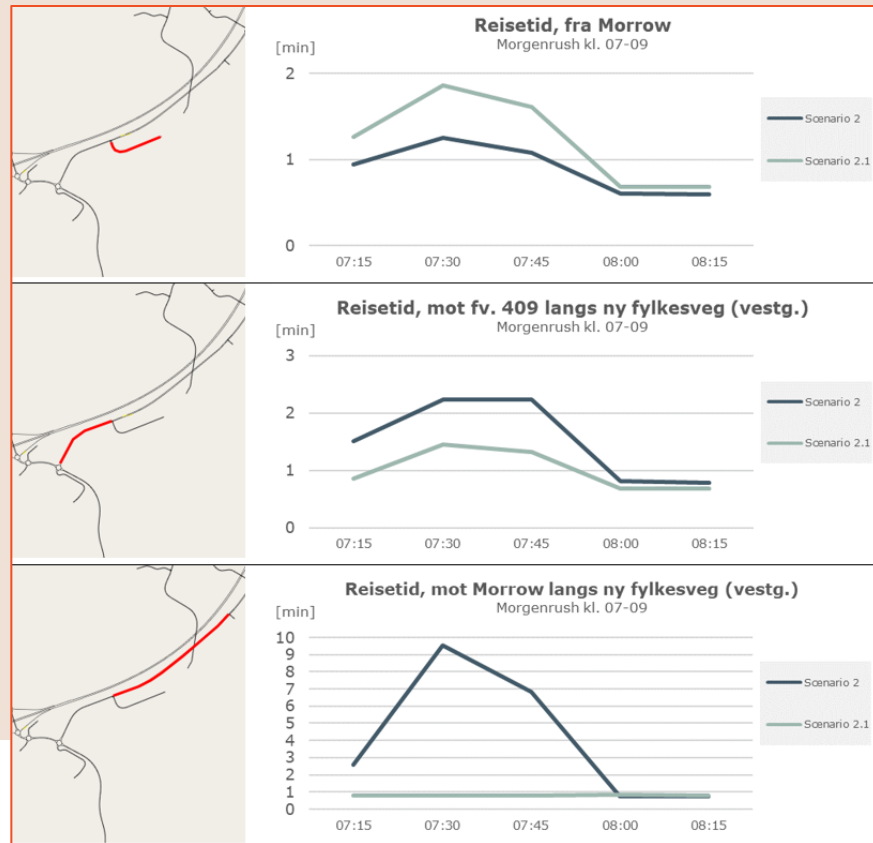 Reisetid, fra Morrow
Morgenrush kl. 07-09
[min]
2
1
0
07:15 07:30 07:45 08:00 08:15
Scenario 2
Scenario 2.1
Reisetid, mot fv. 409 langs ny fylkesveg (vestg.)
Morgenrush kl. 07-09
[min]
3
2
1
0
07:15 07:30 07:45 08:00 08:15
Scenario 2
Scenario 2.1
Reisetid, mot Morrow langs ny fylkesveg (vestg.)
Morgenrush kl. 07-09
[min]
10
9
8
7
6
5
4
3
2
1
0
07:15 07:30 07:45 08:00 08:15
Scenario 2
Scenario 2.1